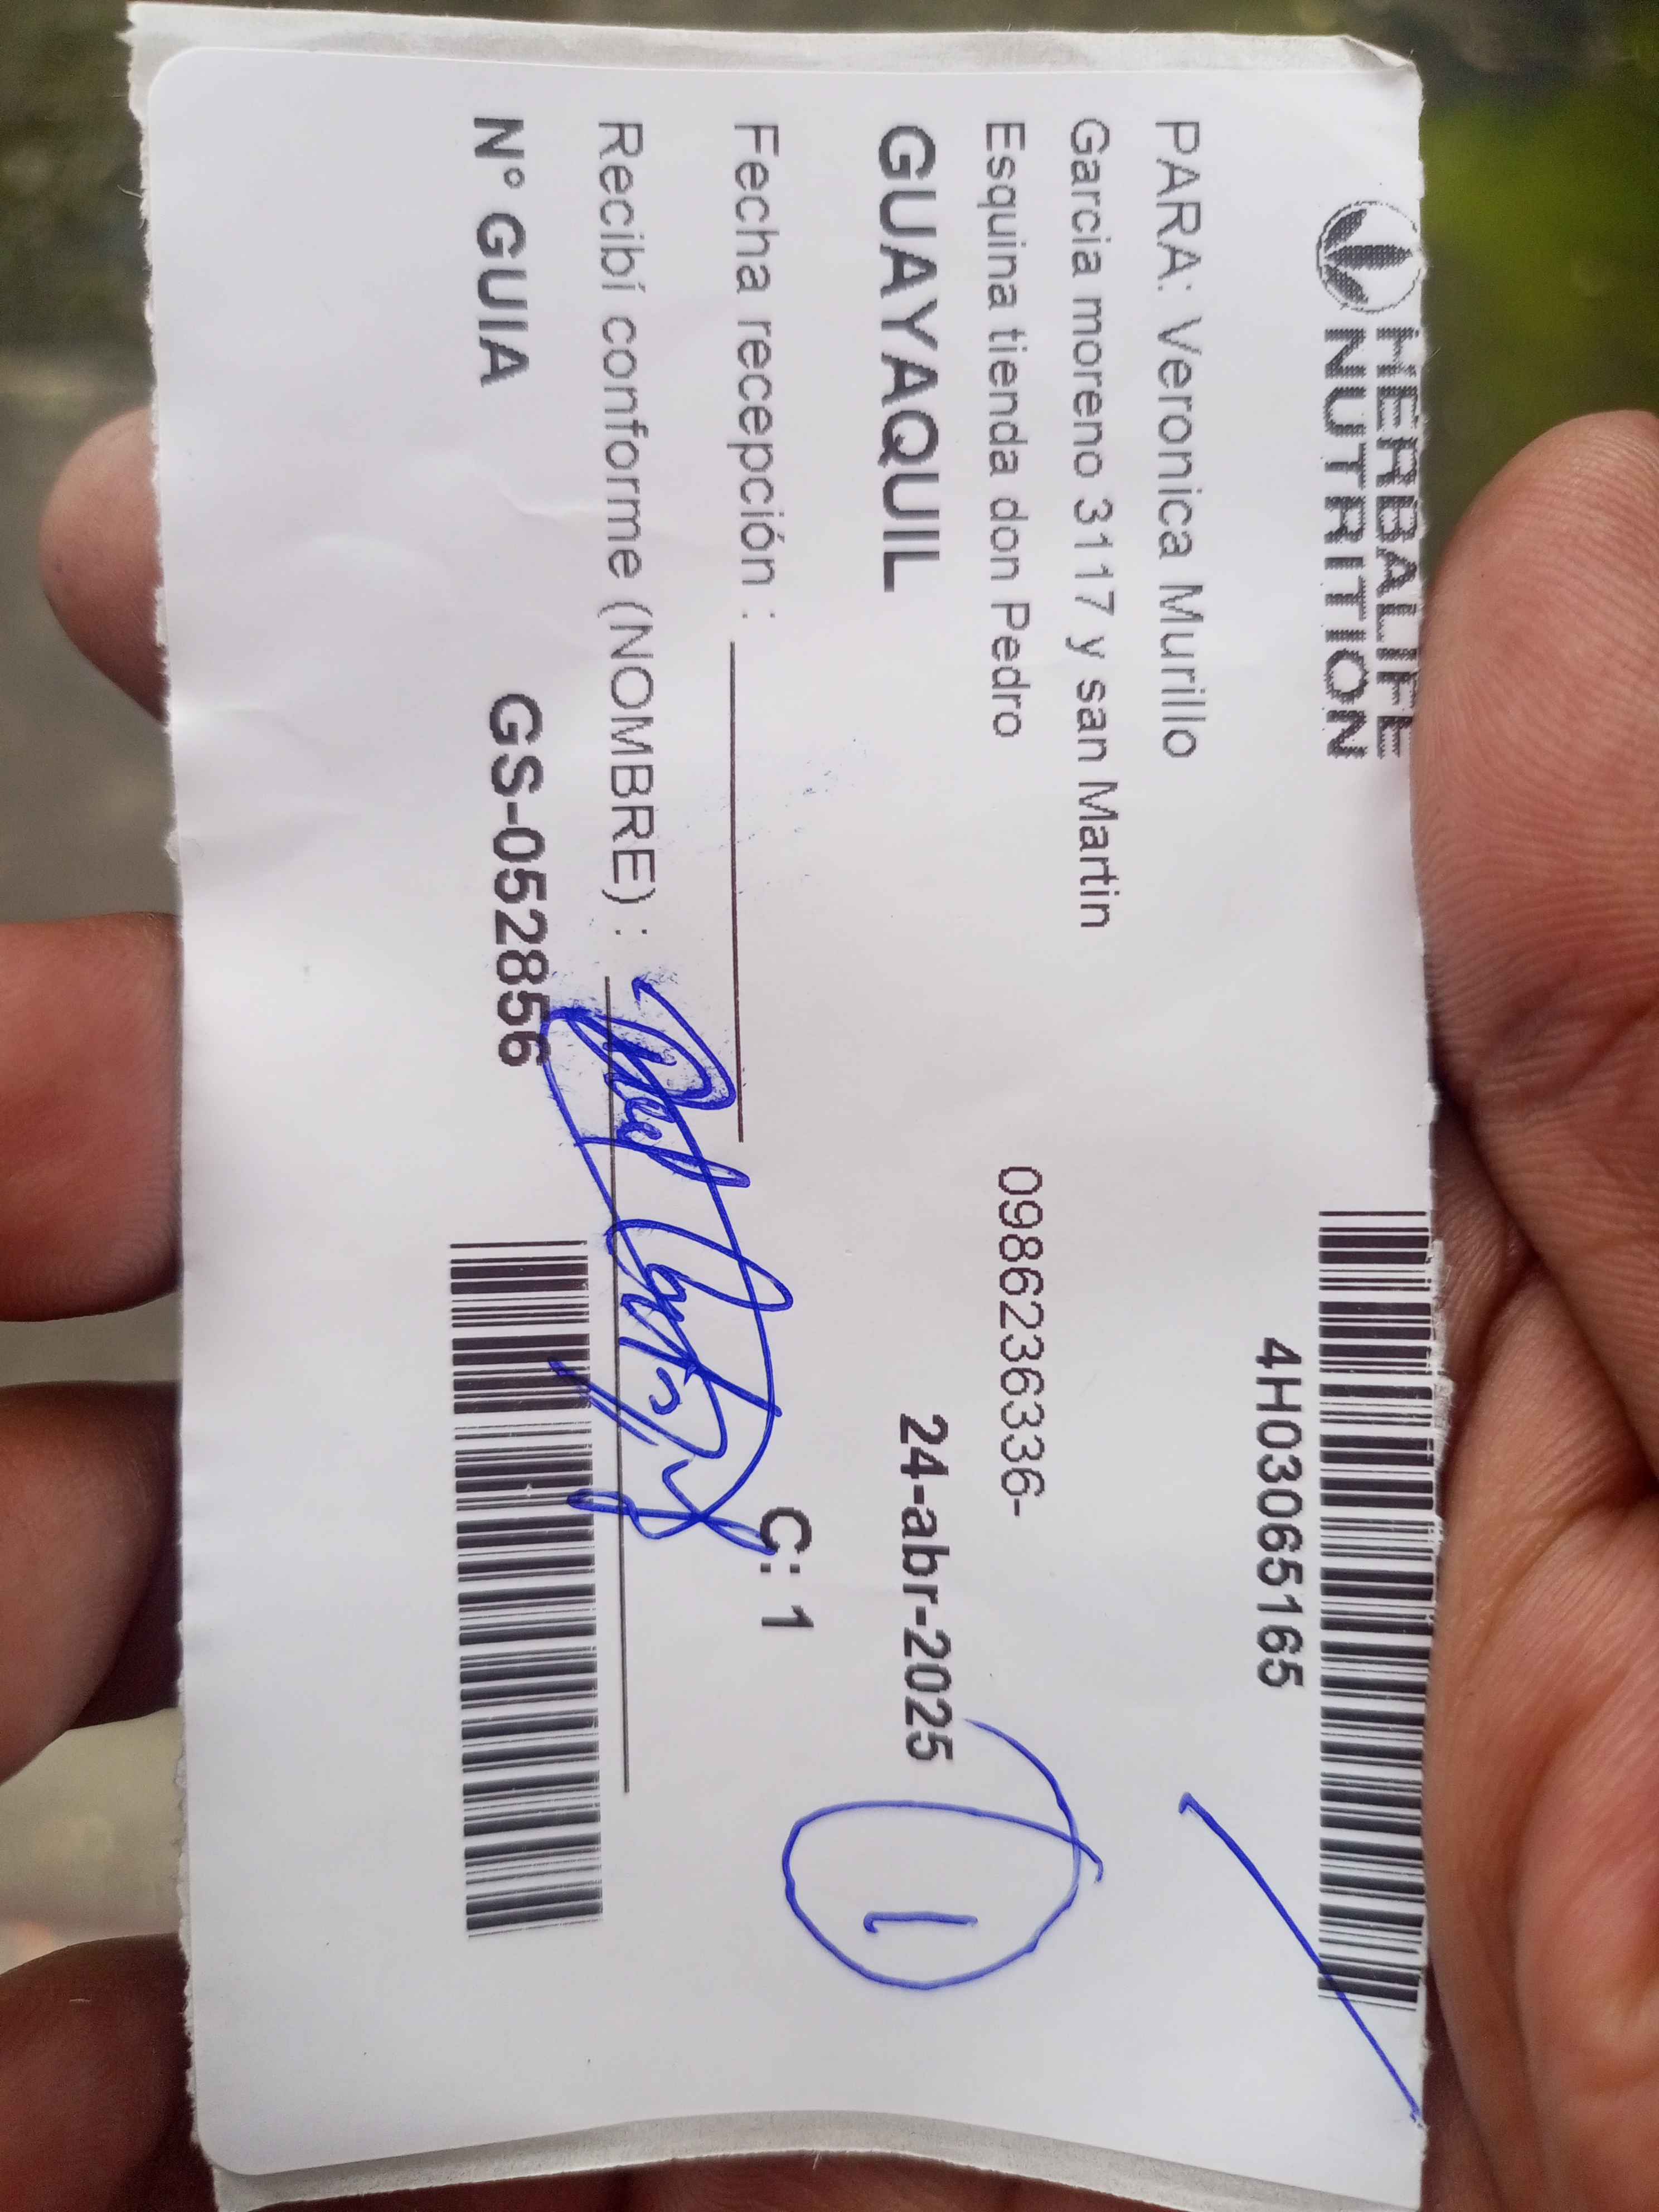 HERBALIFE
NUTRITION
4H03065165
PARA: Veronica Murillo
Garcia moreno 3117 y san Martin
Esquina tienda don Pedro
0986236336-
GUAYAQUIL
24-abr-2025
1
Fecha recepción :
C: 1
Recibí conforme (NOMBRE) :
N° GUIA
GS-052856